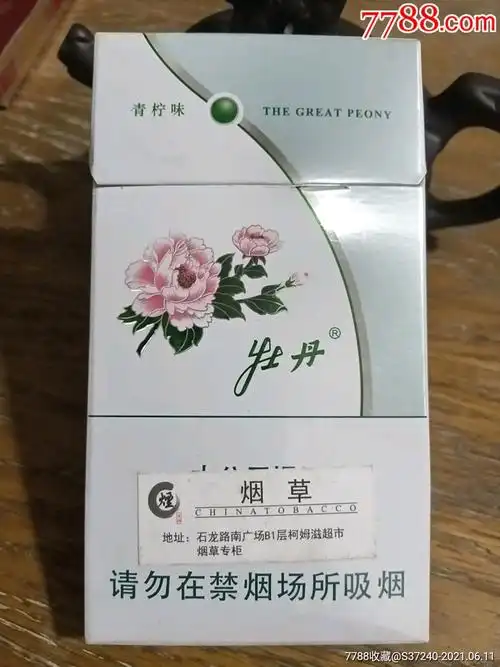 7788.com
青柠味
THE GREAT PEONY
牡丹®
煙
烟草
CHINATOBACCO
地址：石龙路南广场B1层柯姆滋超市
烟草专柜
请勿在禁烟场所吸烟
7788收藏@S37240-2021.06.11